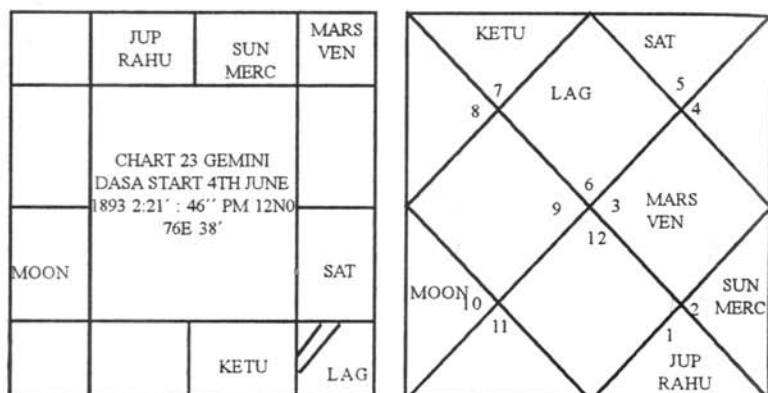 JUP
RAHU
SUN
MERC
MARS
VEN
CHART 23 GEMINI
DASA START 4TH JUNE
1893 2:21´ : 46´´ PM 12N0
76E 38´
MOON
SAT
KETU
LAG
KETU
SAT
7
LAG
5
8
4
6
9
3
MARS
VEN
12
MOON
10
11
2
SUN
MERC
1
JUP
RAHU